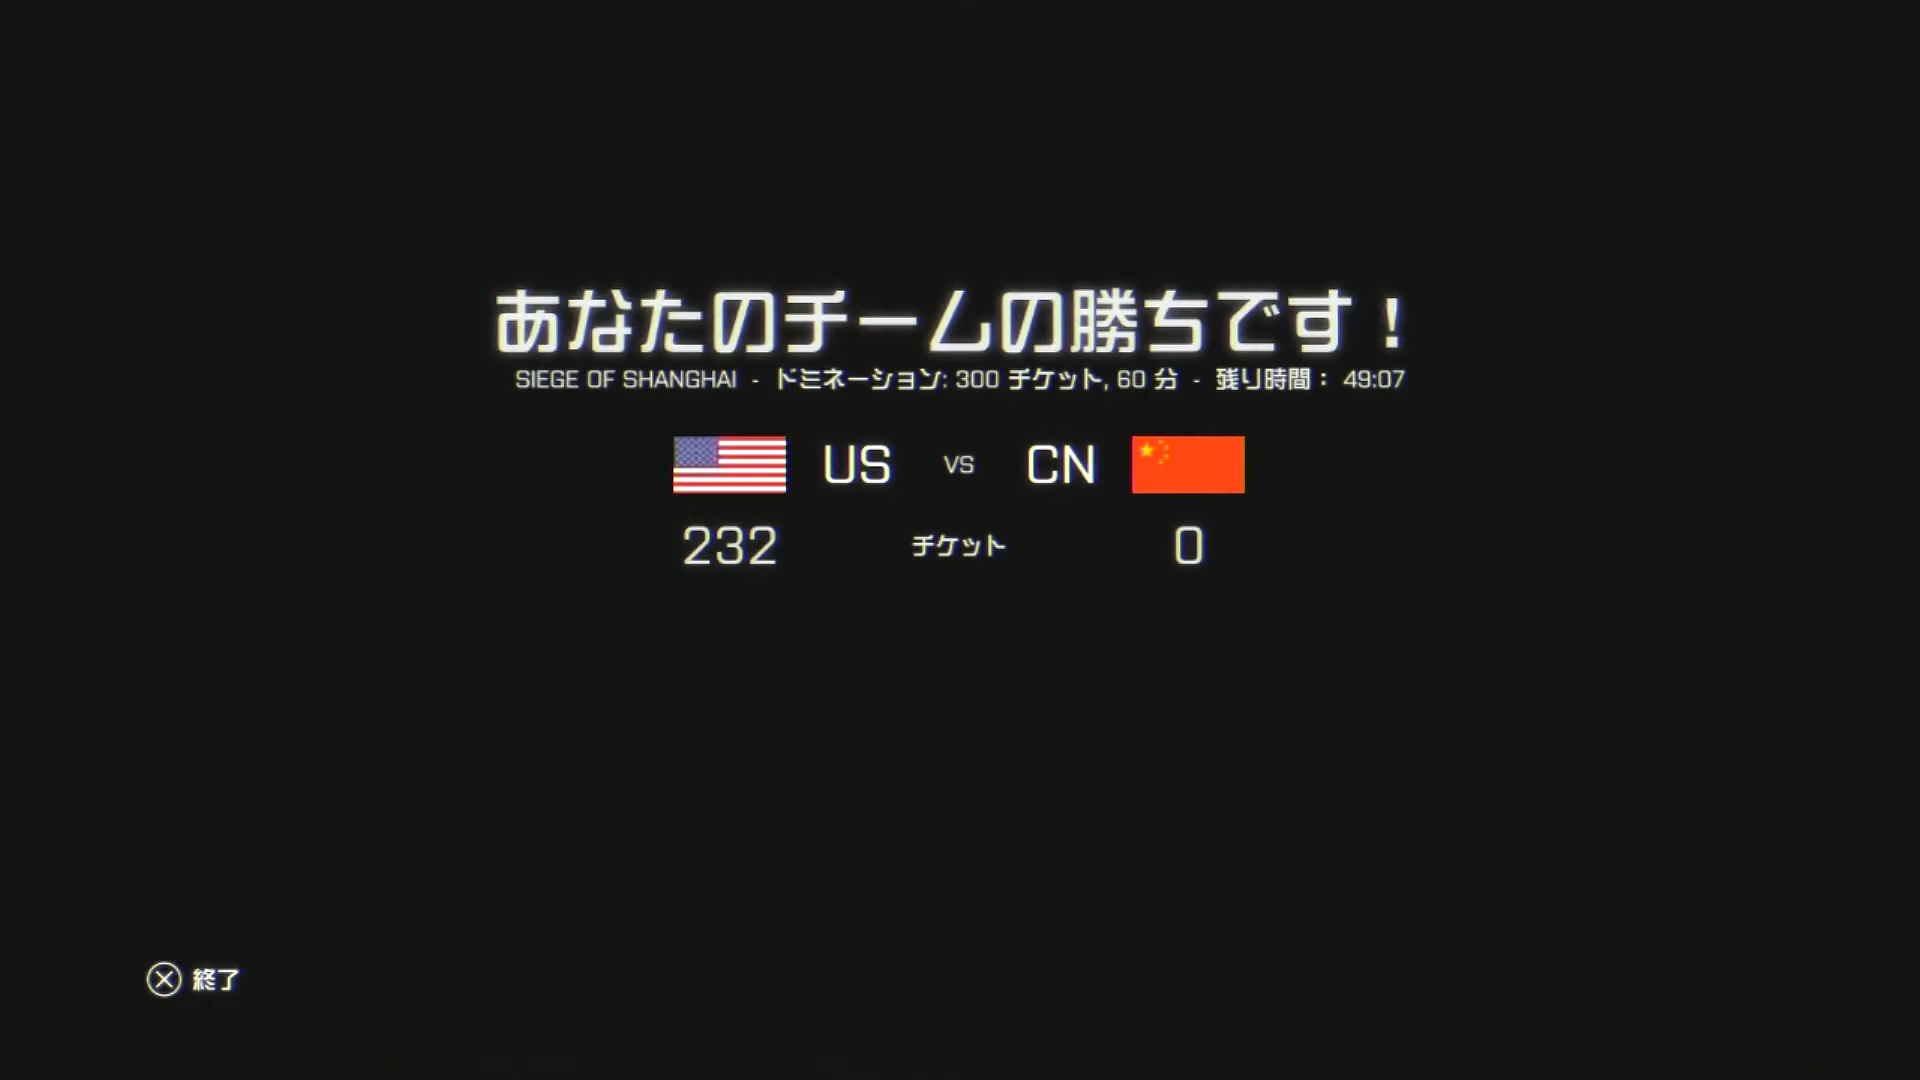 あなたのチームの勝ちです！
SIEGE OF SHANGHAI - ドミネーション: 300 チケット, 60 分 - 残り時間： 49:07
US VS CN
232 チケット 0
終了